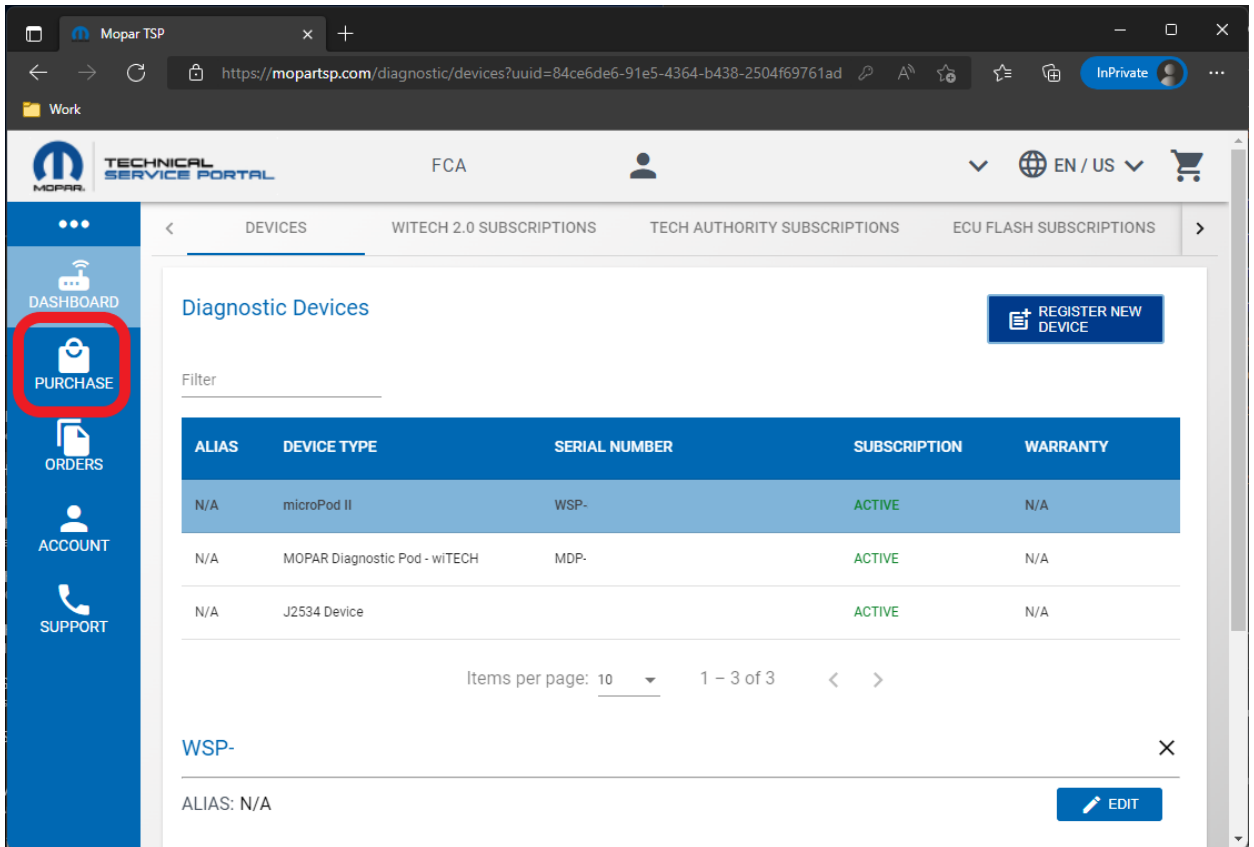 Mopar TSP
https://mopartsp.com/diagnostic/devices?uuid=84ce6de6-91e5-4364-b438-2504f69761ad
InPrivate
Work
MOPAR.
TECHNICAL
SERVICE PORTAL
FCA
EN / US
DEVICES WITECH 2.0 SUBSCRIPTIONS TECH AUTHORITY SUBSCRIPTIONS ECU FLASH SUBSCRIPTIONS
DASHBOARD
PURCHASE
ORDERS
ACCOUNT
SUPPORT
Diagnostic Devices
REGISTER NEW
DEVICE
Filter
ALIAS DEVICE TYPE SERIAL NUMBER SUBSCRIPTION WARRANTY
N/A microPod II WSP- ACTIVE N/A
N/A MOPAR Diagnostic Pod - wiTECH MDP- ACTIVE N/A
N/A J2534 Device ACTIVE N/A
Items per page: 10 1 – 3 of 3
WSP-
ALIAS: N/A
EDIT